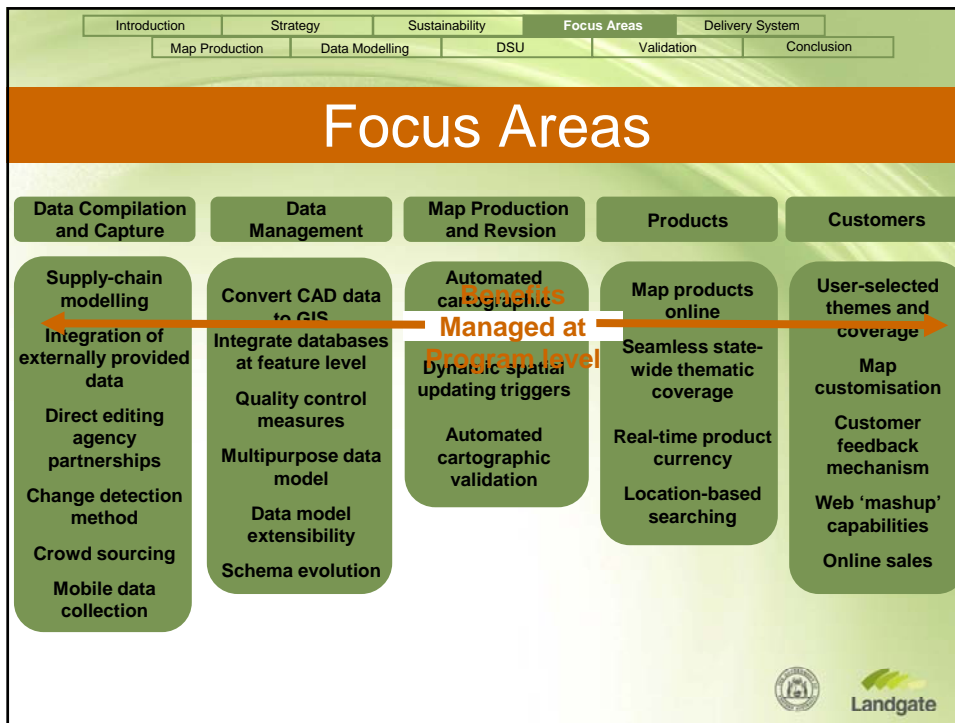 Introduction Strategy Sustainability Focus Areas Delivery System
Map Production Data Modelling DSU Validation Conclusion
Focus Areas
Data Compilation
and Capture
Data
Management
Map Production
and Revsion
Products
Customers
Supply-chain
modelling
Integration of
externally provided
data
Direct editing
agency
partnerships
Change detection
method
Crowd sourcing
Mobile data
collection
Convert CAD data
to GIS
Integrate databases
at feature level
Quality control
measures
Multipurpose data
model
Data model
extensibility
Schema evolution
Automated
cartographic
Dynamic spatial
updating triggers
Automated
cartographic
validation
Benefits
Managed at
Program level
Map products
online
Seamless state-
wide thematic
coverage
Real-time product
currency
Location-based
searching
User-selected
themes and
coverage
Map
customisation
Customer
feedback
mechanism
Web ‘mashup’
capabilities
Online sales
Landgate